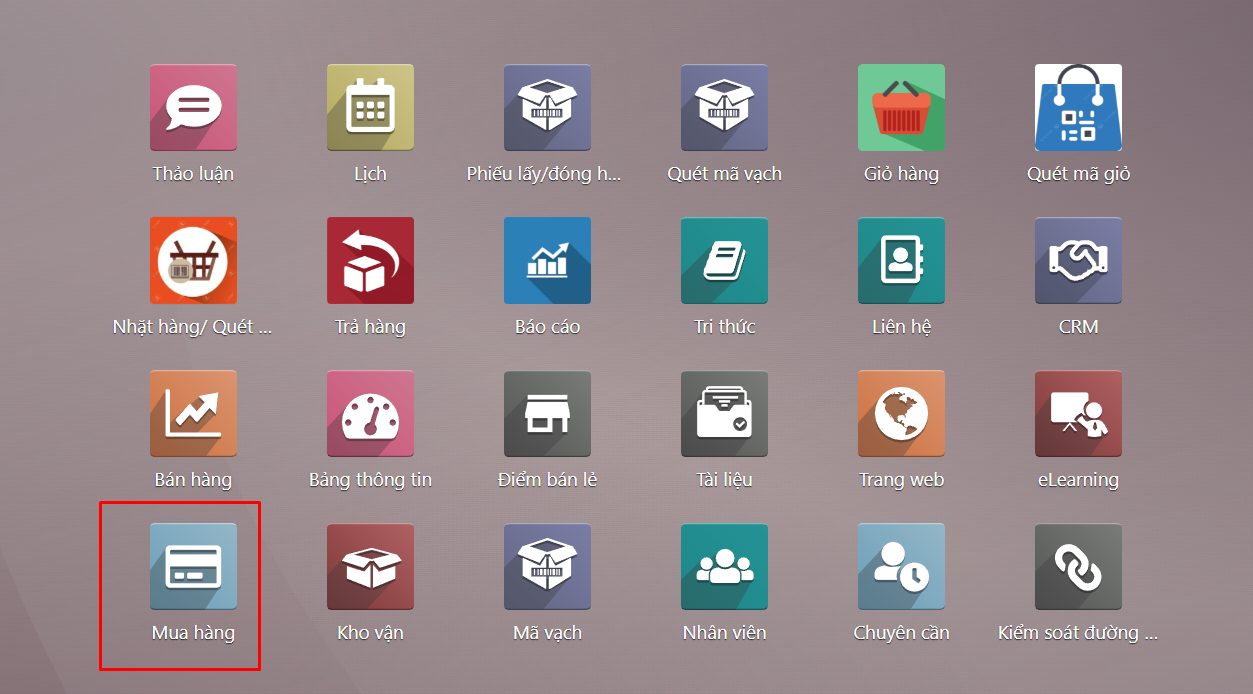 Thảo luận
Lịch
Phiếu lấy/đóng h...
Quét mã vạch
Giỏ hàng
Quét mã giỏ
Nhặt hàng/ Quét ...
Trả hàng
Báo cáo
Tri thức
Liên hệ
CRM
Bán hàng
Bảng thông tin
Điểm bán lẻ
Tài liệu
Trang web
eLearning
Mua hàng
Kho vận
Mã vạch
Nhân viên
Chuyên cần
Kiểm soát đường ...